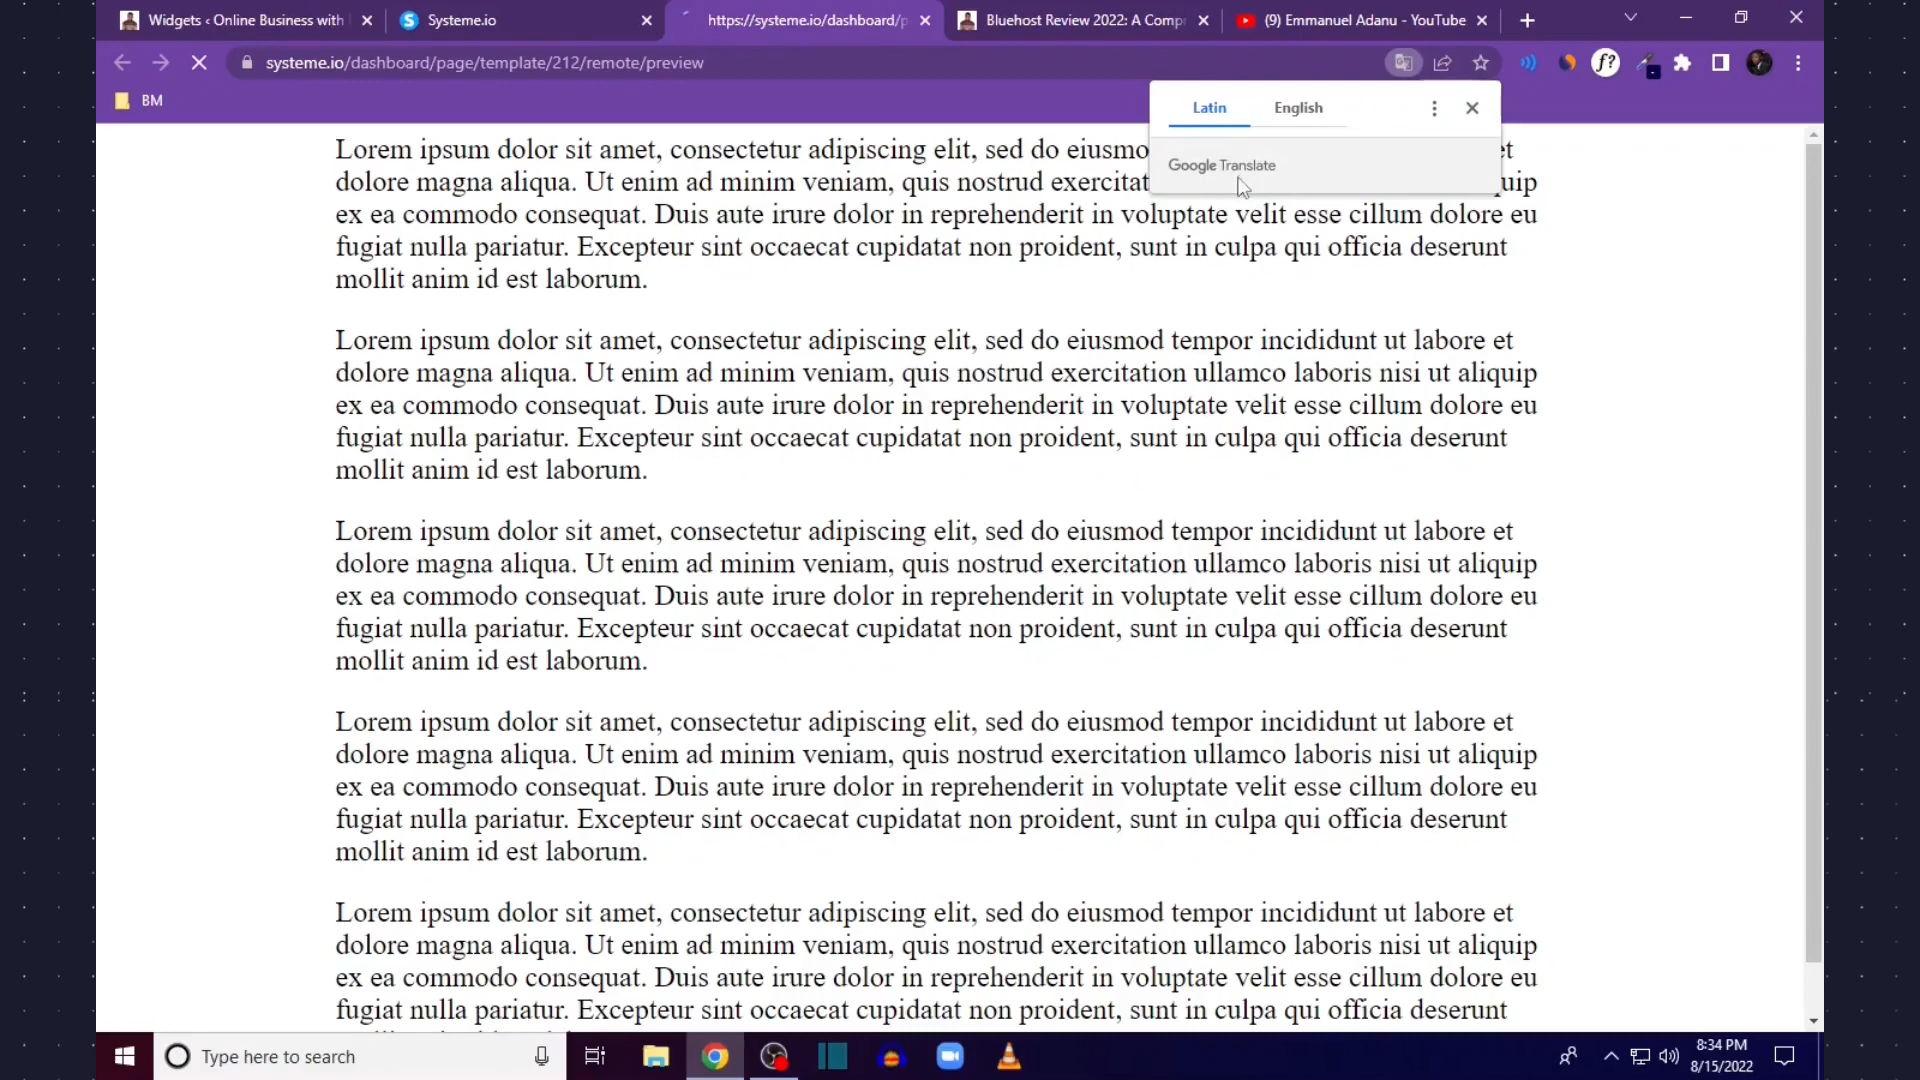 Widgets ‹ Online Business with
Systeme.io
https://systeme.io/dashboard/p
Bluehost Review 2022: A Comp
(9) Emmanuel Adanu - YouTube
systeme.io/dashboard/page/template/212/remote/preview
BM
Latin English
Google Translate
Lorem ipsum dolor sit amet, consectetur adipiscing elit, sed do eiusmo et
dolore magna aliqua. Ut enim ad minim veniam, quis nostrud exercitat uip
ex ea commodo consequat. Duis aute irure dolor in reprehenderit in voluptate velit esse cillum dolore eu
fugiat nulla pariatur. Excepteur sint occaecat cupidatat non proident, sunt in culpa qui officia deserunt
mollit anim id est laborum.
Lorem ipsum dolor sit amet, consectetur adipiscing elit, sed do eiusmod tempor incididunt ut labore et
dolore magna aliqua. Ut enim ad minim veniam, quis nostrud exercitation ullamco laboris nisi ut aliquip
ex ea commodo consequat. Duis aute irure dolor in reprehenderit in voluptate velit esse cillum dolore eu
fugiat nulla pariatur. Excepteur sint occaecat cupidatat non proident, sunt in culpa qui officia deserunt
mollit anim id est laborum.
Lorem ipsum dolor sit amet, consectetur adipiscing elit, sed do eiusmod tempor incididunt ut labore et
dolore magna aliqua. Ut enim ad minim veniam, quis nostrud exercitation ullamco laboris nisi ut aliquip
ex ea commodo consequat. Duis aute irure dolor in reprehenderit in voluptate velit esse cillum dolore eu
fugiat nulla pariatur. Excepteur sint occaecat cupidatat non proident, sunt in culpa qui officia deserunt
mollit anim id est laborum.
Lorem ipsum dolor sit amet, consectetur adipiscing elit, sed do eiusmod tempor incididunt ut labore et
dolore magna aliqua. Ut enim ad minim veniam, quis nostrud exercitation ullamco laboris nisi ut aliquip
ex ea commodo consequat. Duis aute irure dolor in reprehenderit in voluptate velit esse cillum dolore eu
fugiat nulla pariatur. Excepteur sint occaecat cupidatat non proident, sunt in culpa qui officia deserunt
mollit anim id est laborum.
Lorem ipsum dolor sit amet, consectetur adipiscing elit, sed do eiusmod tempor incididunt ut labore et
dolore magna aliqua. Ut enim ad minim veniam, quis nostrud exercitation ullamco laboris nisi ut aliquip
ex ea commodo consequat. Duis aute irure dolor in reprehenderit in voluptate velit esse cillum dolore eu
fugiat nulla pariatur. Excepteur sint occaecat cupidatat non proident, sunt in culpa qui officia deserunt
Type here to search
8:34 PM
8/15/2022